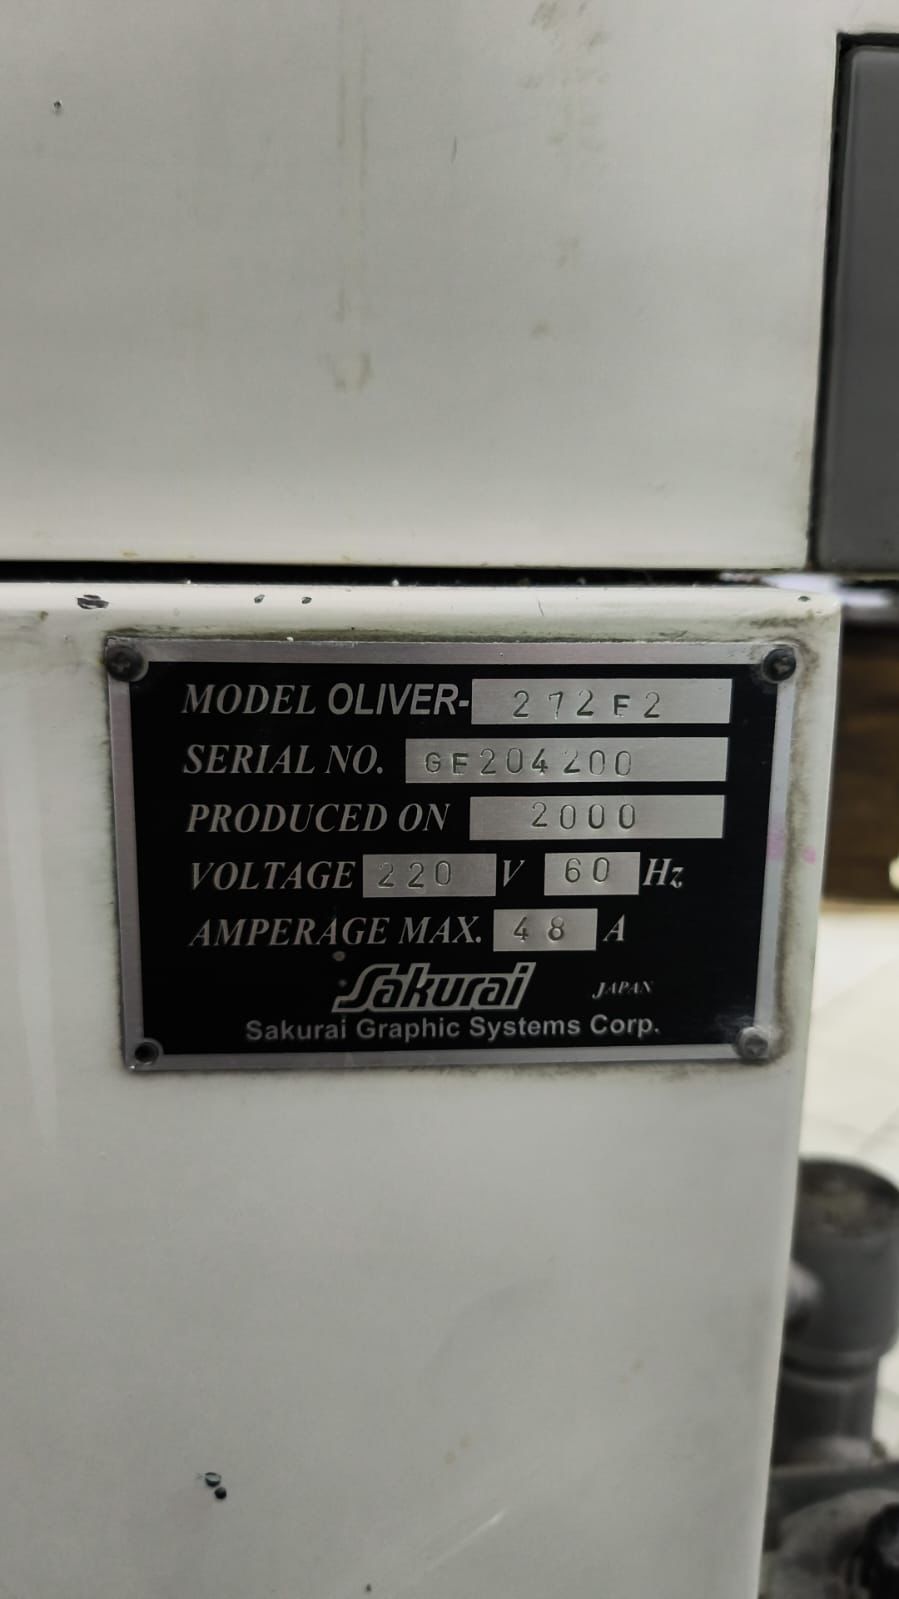 MODEL OLIVER- 272F2
SERIAL NO. GE204200
PRODUCED ON 2000
VOLTAGE 220 V 60 Hz
AMPERAGE MAX. 48 A
Sakurai JAPAN
Sakurai Graphic Systems Corp.